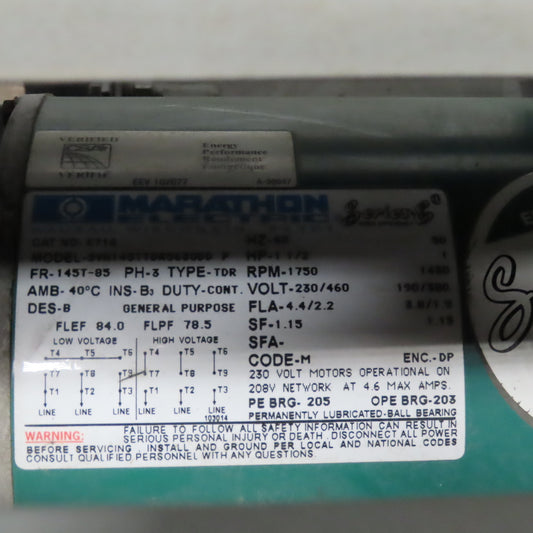 VERIFIED
VERIFIÉ
Energy
Performance
Rendement
Énergétique
EEV 102077
MARATHON
ELECTRIC
HZ-60 50
HP-1 1/2 1
FR-145T-85 PH-3 TYPE-TDR RPM-1750
AMB-40°C INS-B3 DUTY-CONT. VOLT-230/460 190/380
DES-B GENERAL PURPOSE FLA-4.4/2.2
FLEF 84.0 FLPF 78.5 SF-1.15 1.15
SFA-
LOW VOLTAGE HIGH VOLTAGE CODE-M ENC.-DP
T4 T5 T6 T4 T5 T6
230 VOLT MOTORS OPERATIONAL ON
T7 T8 T9 T7 T8 T9
208V NETWORK AT 4.6 MAX AMPS.
T1 T2 T3 T1 T2 T3
PE BRG- 205 OPE BRG-203
LINE LINE LINE LINE LINE LINE
PERMANENTLY LUBRICATED-BALL BEARING
103014
WARNING: FAILURE TO FOLLOW ALL SAFETY INFORMATION CAN RESULT IN
SERIOUS PERSONAL INJURY OR DEATH. DISCONNECT ALL POWER
BEFORE SERVICING. INSTALL AND GROUND PER LOCAL AND NATIONAL CODES
CONSULT QUALIFIED PERSONNEL WITH ANY QUESTIONS.